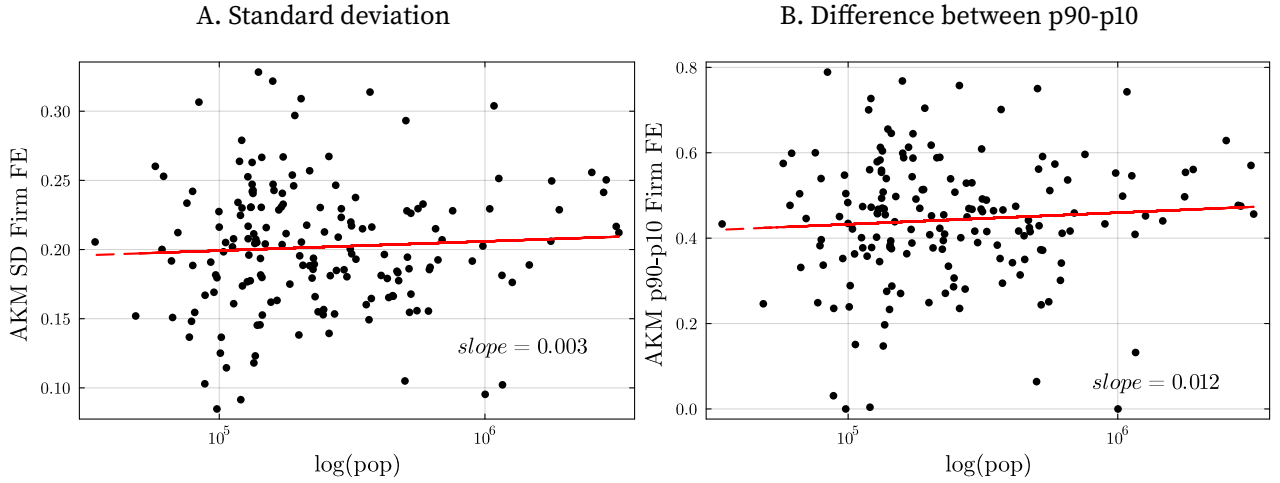 A. Standard deviation
AKM SD Firm FE
0.30
0.25
0.20
0.15
0.10
slope = 0.003
10^5
10^6
log(pop)
B. Difference between p90-p10
AKM p90-p10 Firm FE
0.8
0.6
0.4
0.2
0.0
slope = 0.012
10^5
10^6
log(pop)